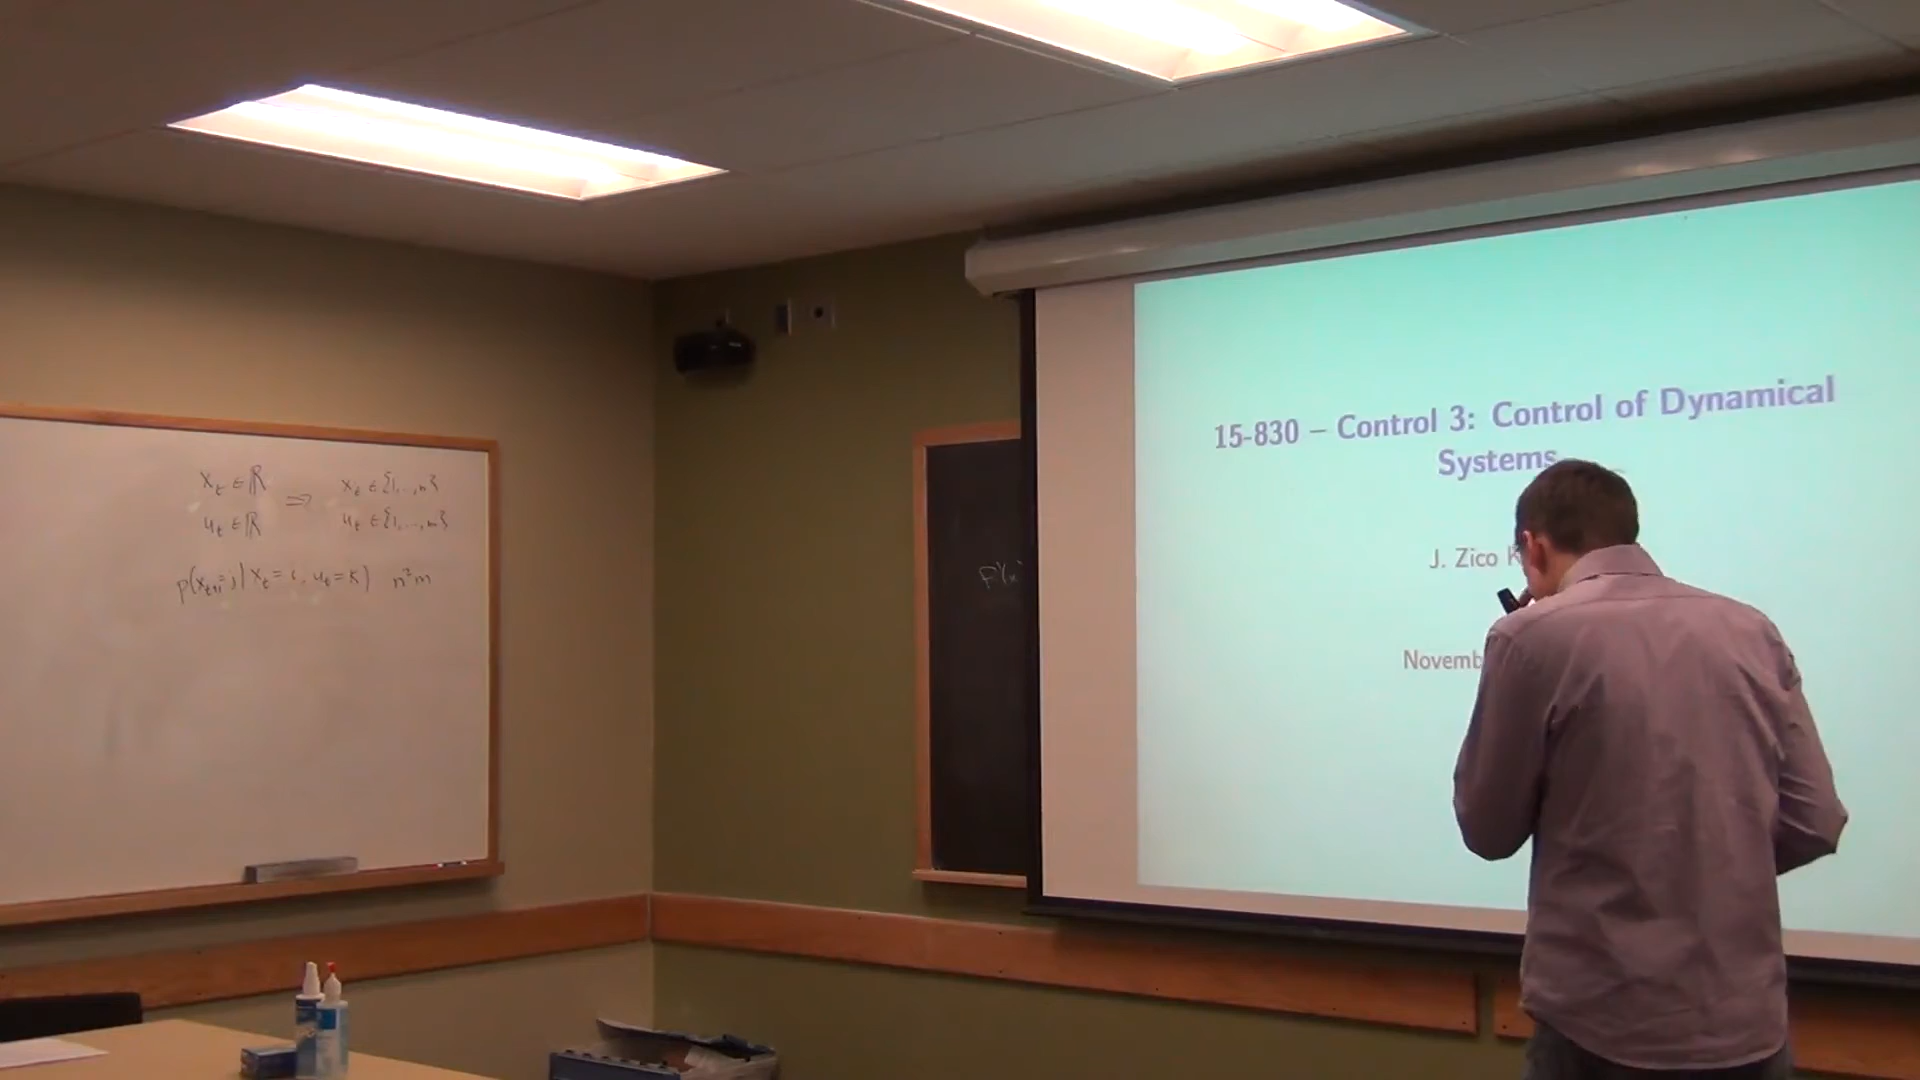 x_t ∈ ℝ ⇒ x_t ∈ {1,...,n}
u_t ∈ ℝ u_t ∈ {1,...,m}
p(x_{t+1}=j | x_t = i, u_t = k) n²m
15-830 – Control 3: Control of Dynamical
Systems
J. Zico K
Novemb